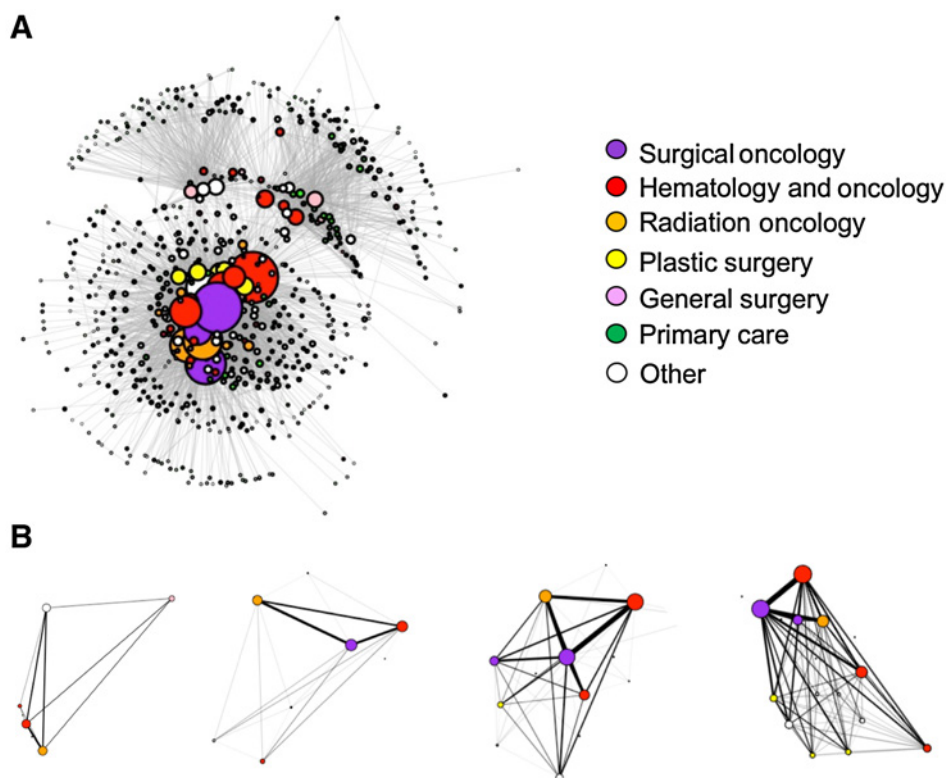 A
Surgical oncology
Hematology and oncology
Radiation oncology
Plastic surgery
General surgery
Primary care
Other
B